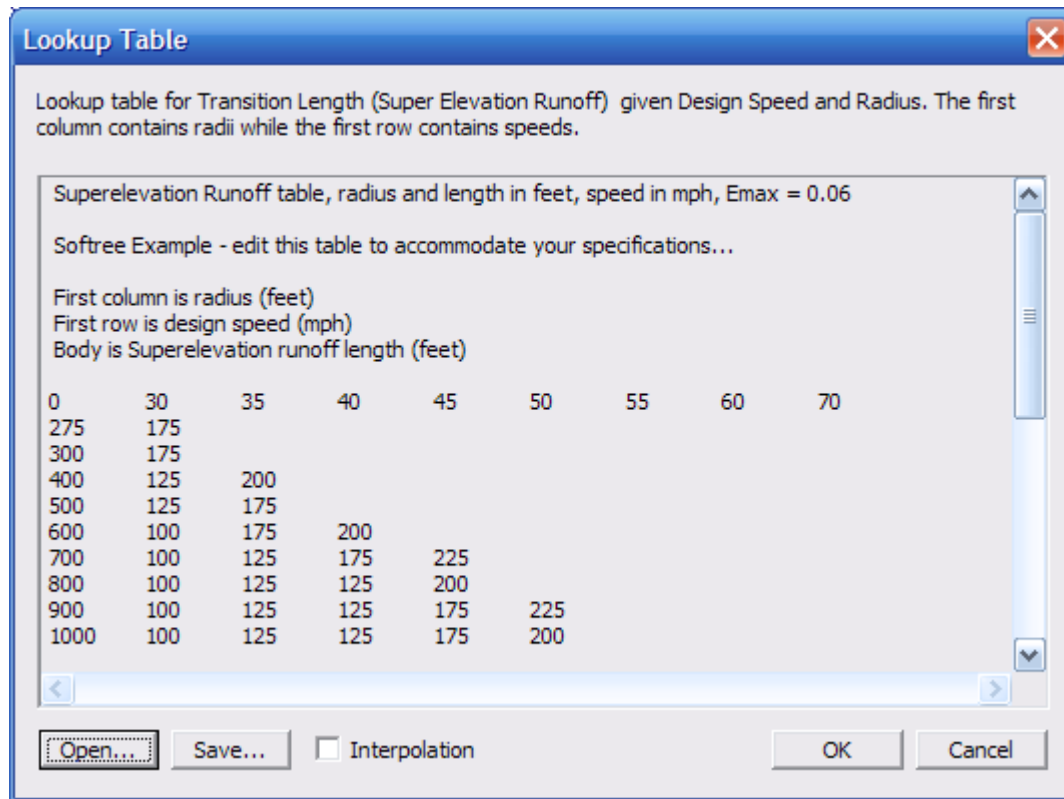 Lookup Table
Lookup table for Transition Length (Super Elevation Runoff)  given Design Speed and Radius. The first
column contains radii while the first row contains speeds.
Superelevation Runoff table, radius and length in feet, speed in mph, Emax = 0.06
Softree Example - edit this table to accommodate your specifications...
First column is radius (feet)
First row is design speed (mph)
Body is Superelevation runoff length (feet)
0 30 35 40 45 50 55 60 70
275 175
300 175
400 125 200
500 125 175
600 100 175 200
700 100 125 175 225
800 100 125 125 200
900 100 125 125 175 225
1000 100 125 125 175 200
Open... Save... Interpolation OK Cancel